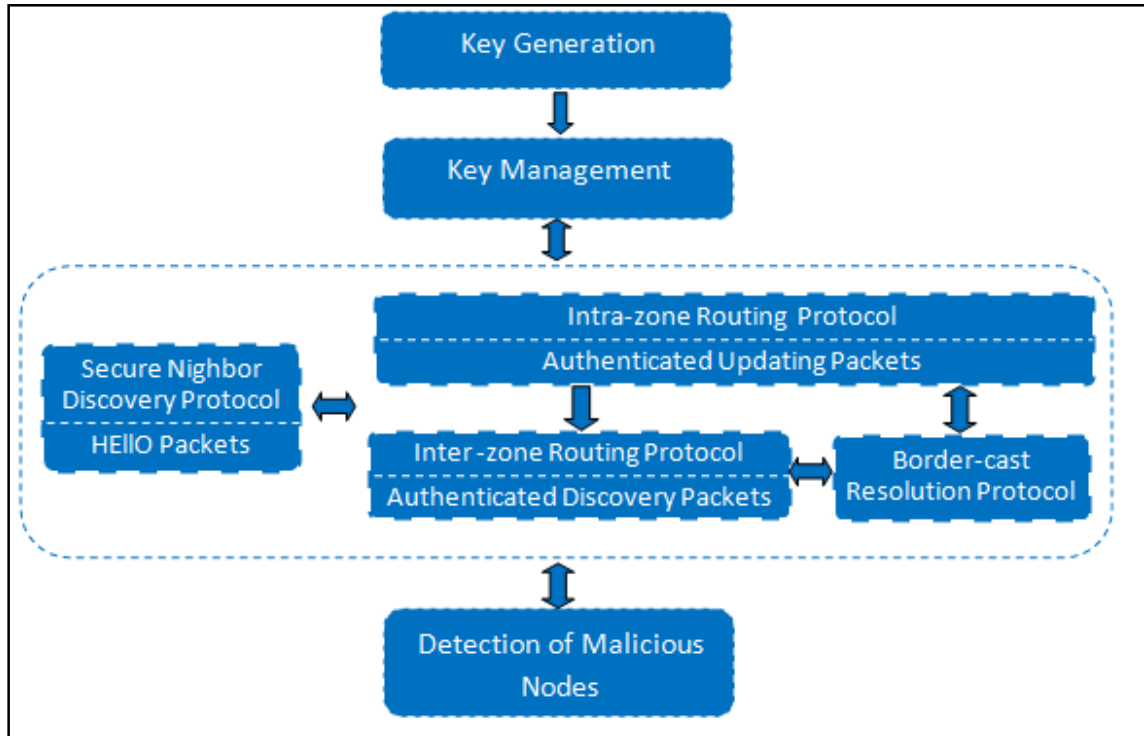 Key Generation
Key Management
Intra-zone Routing Protocol
Authenticated Updating Packets
Secure Nighbor
Discovery Protocol
HEllO Packets
Inter -zone Routing Protocol
Authenticated Discovery Packets
Border-cast
Resolution Protocol
Detection of Malicious
Nodes